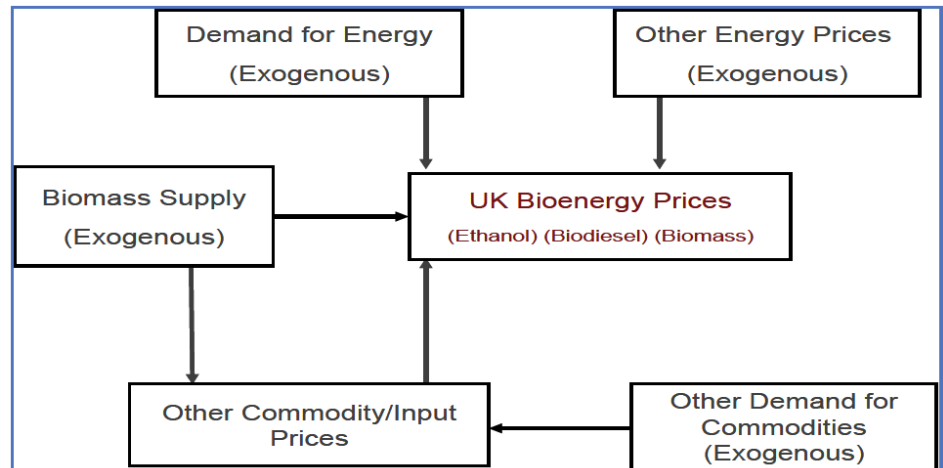 Demand for Energy
(Exogenous)
Other Energy Prices
(Exogenous)
Biomass Supply
(Exogenous)
UK Bioenergy Prices
(Ethanol) (Biodiesel) (Biomass)
Other Commodity/Input
Prices
Other Demand for
Commodities
(Exogenous)